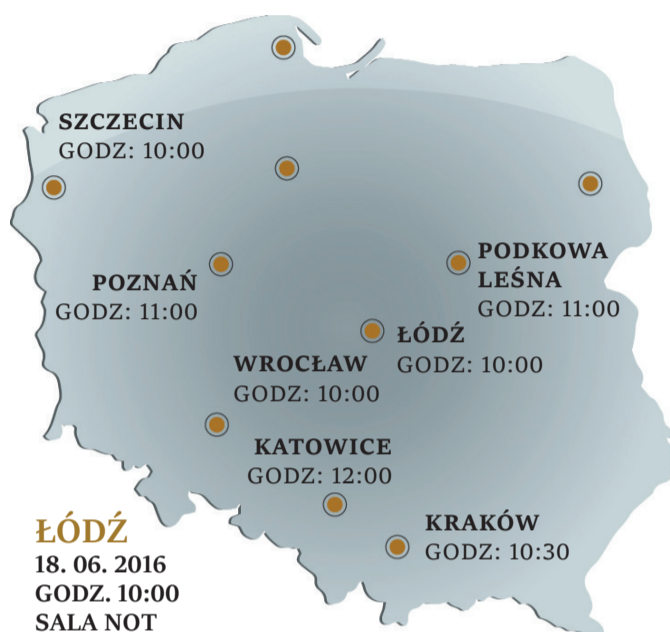 SZCZECIN
GODZ: 10:00
POZNAŃ
GODZ: 11:00
PODKOWA
LEŚNA
GODZ: 11:00
ŁÓDŹ
GODZ: 10:00
WROCŁAW
GODZ: 10:00
KATOWICE
GODZ: 12:00
KRAKÓW
GODZ: 10:30
ŁÓDŹ
18. 06. 2016
GODZ. 10:00
SALA NOT